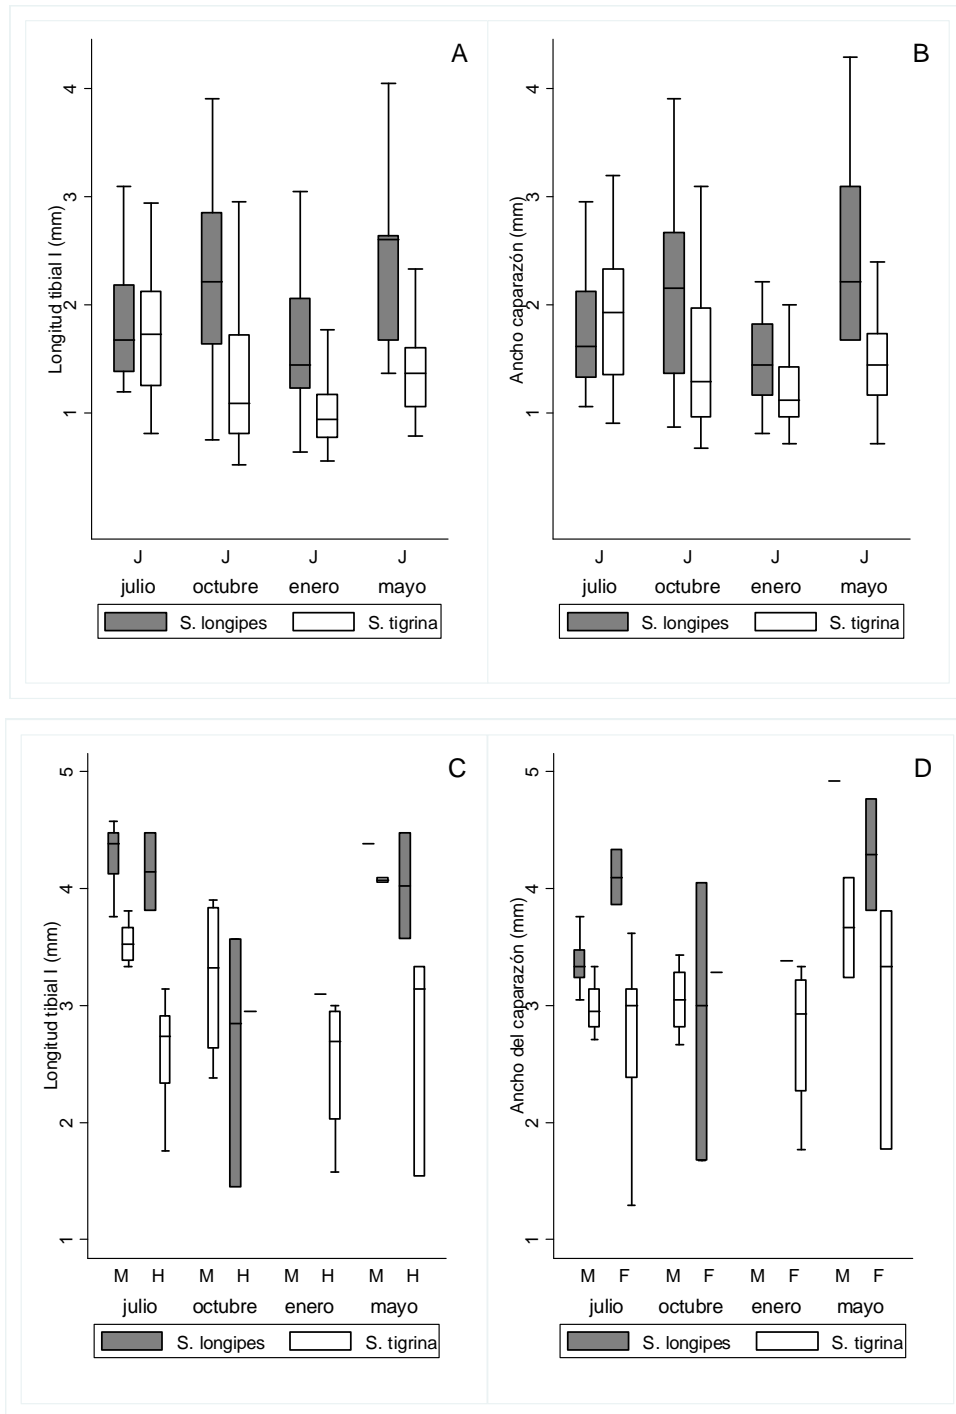 A
Longitud tibial I (mm)
4
3
2
1
J J J J
julio octubre enero mayo
S. longipes S. tigrina
B
Ancho caparazón (mm)
4
3
2
1
J J J J
julio octubre enero mayo
S. longipes S. tigrina
C
Longitud tibial I (mm)
5
4
3
2
1
M H M H M H M H
julio octubre enero mayo
S. longipes S. tigrina
D
Ancho del caparazón (mm)
5
4
3
2
1
M F M F M F M F
julio octubre enero mayo
S. longipes S. tigrina